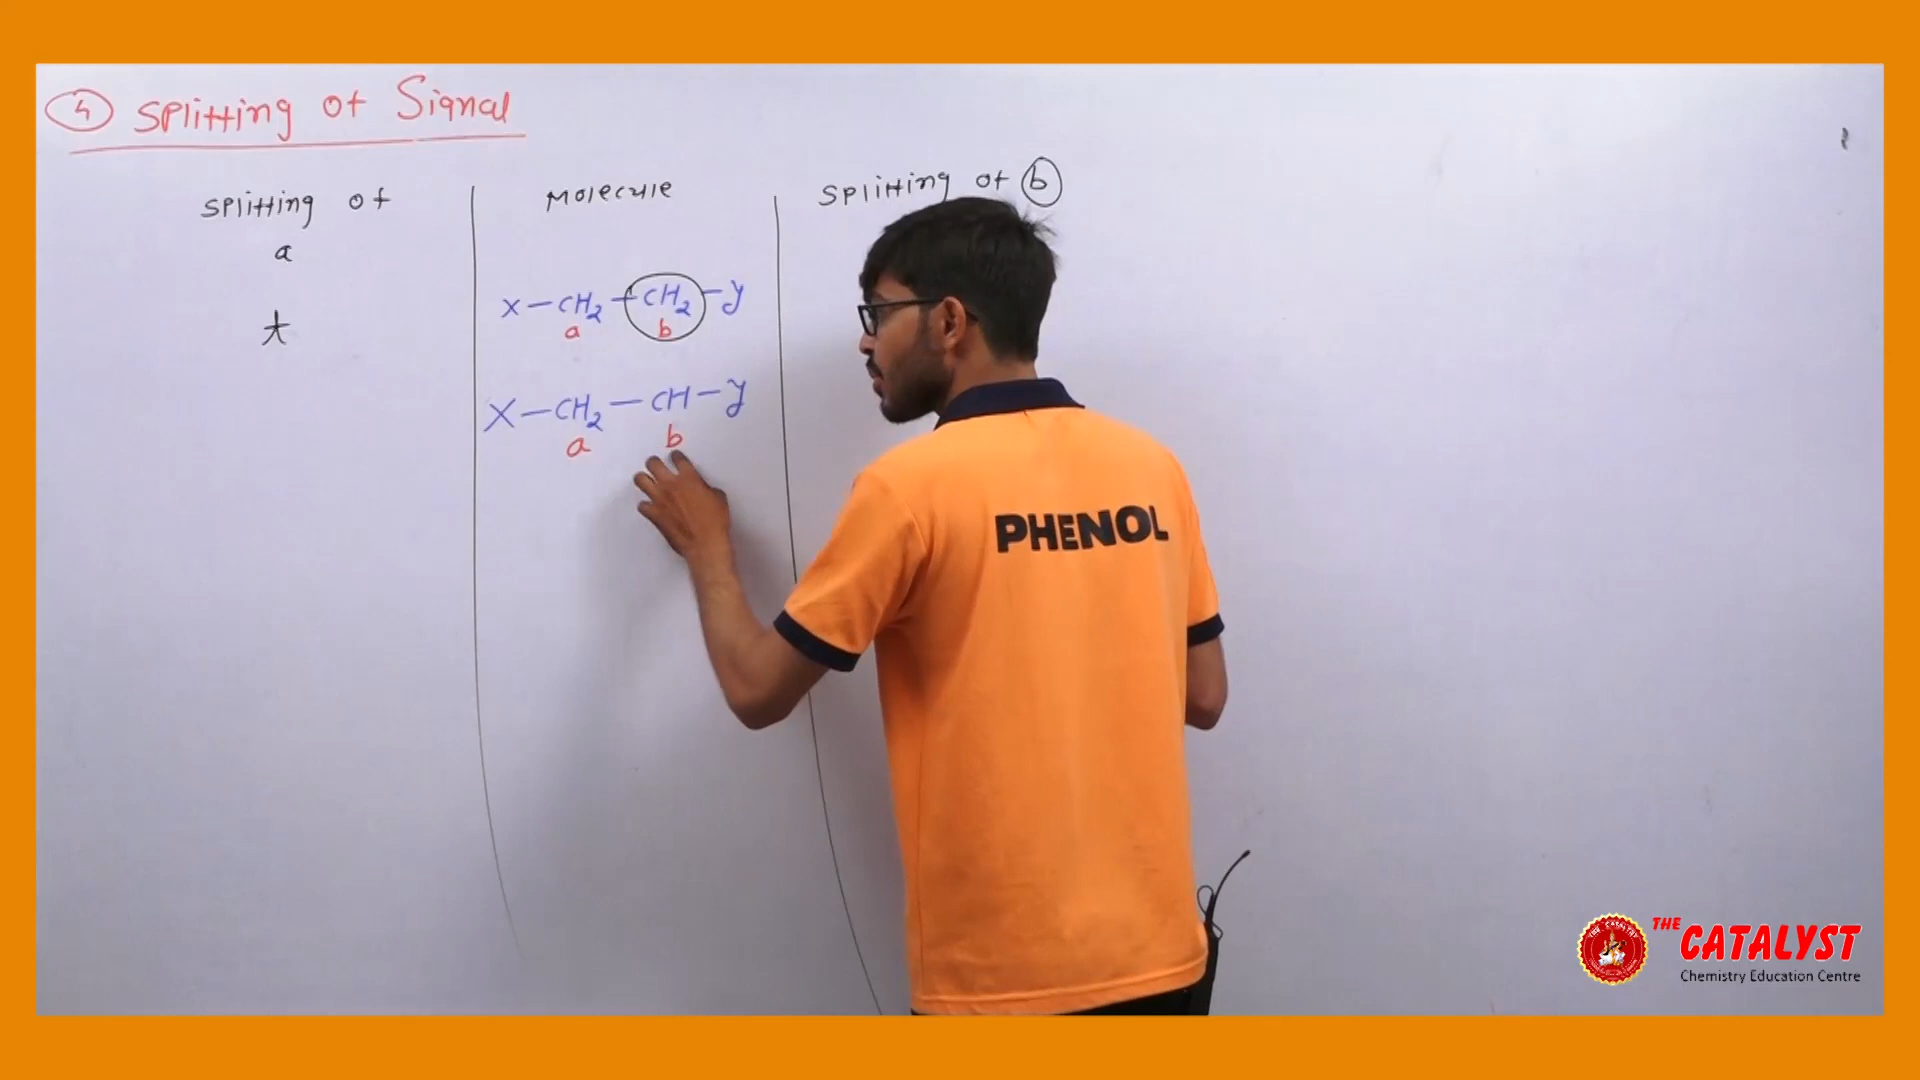 4 Splitting of Signal
Splitting of
a
Molecule
Splitting of b
t
X-CH2-CH2-Y
a b
X-CH2-CH-Y
a b
PHENOL
THE CATALYST
Chemistry Education Centre